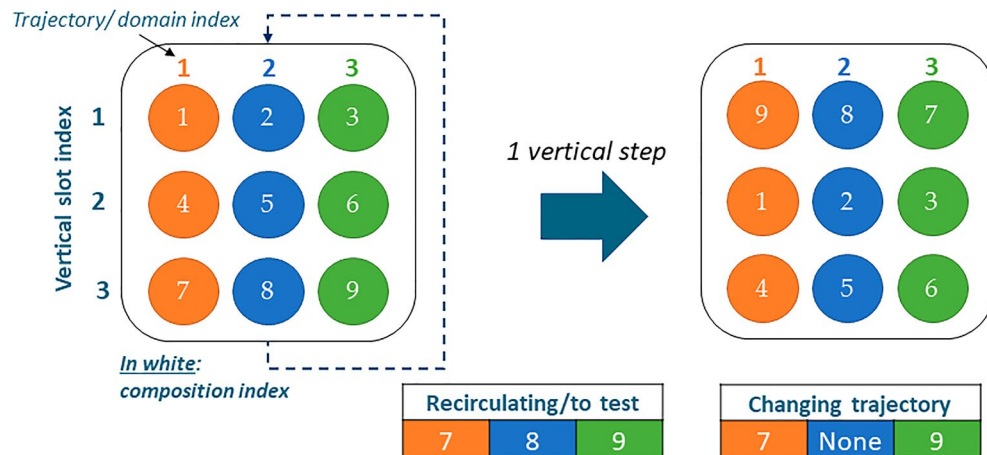 Trajectory/ domain index
1 2 3
Vertical slot index
1
1 2 3
2
4 5 6
3
7 8 9
In white:
composition index
1 vertical step
1 2 3
9 8 7
1 2 3
4 5 6
Recirculating/to test
7 8 9
Changing trajectory
7 None 9